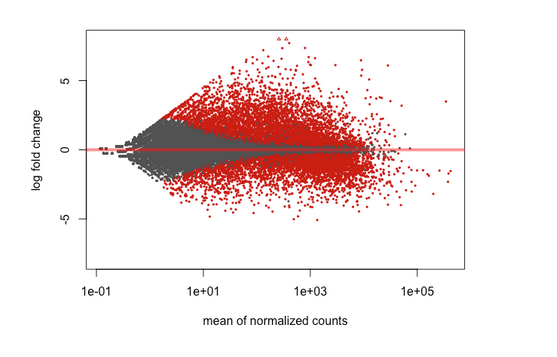 log fold change
5
0
-5
1e-01
1e+01
1e+03
1e+05
mean of normalized counts